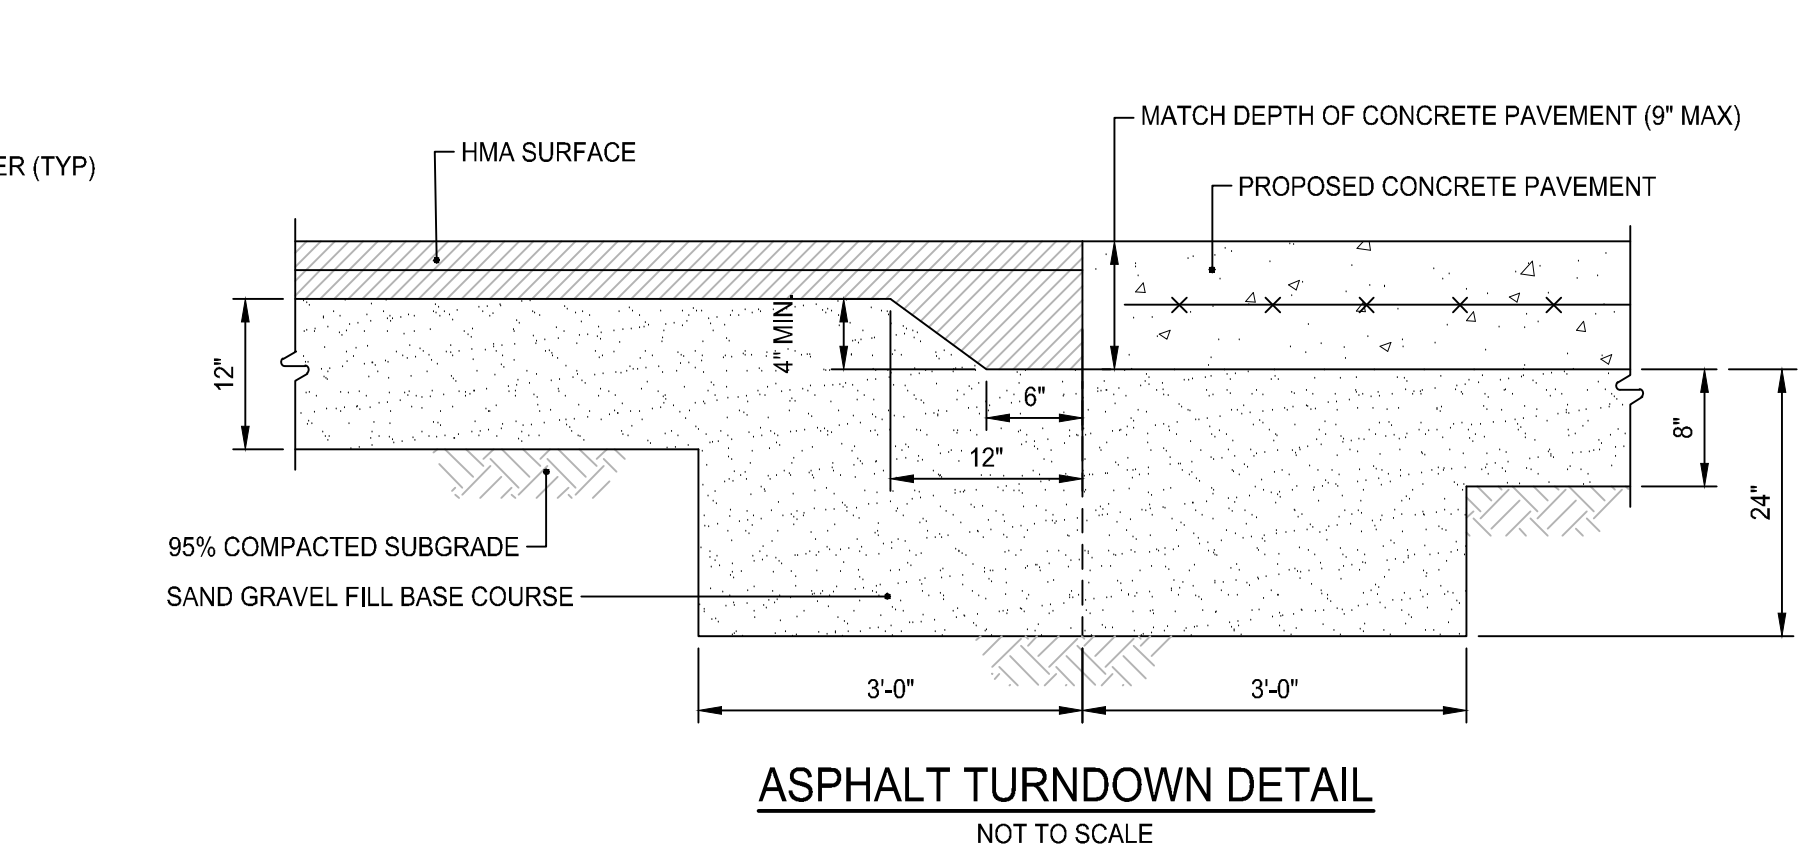 MATCH DEPTH OF CONCRETE PAVEMENT (9" MAX)
HMA SURFACE
ER (TYP)
PROPOSED CONCRETE PAVEMENT
4" MIN.
12"
6"
8"
12"
24"
95% COMPACTED SUBGRADE
SAND GRAVEL FILL BASE COURSE
3'-0"
3'-0"
ASPHALT TURNDOWN DETAIL
NOT TO SCALE